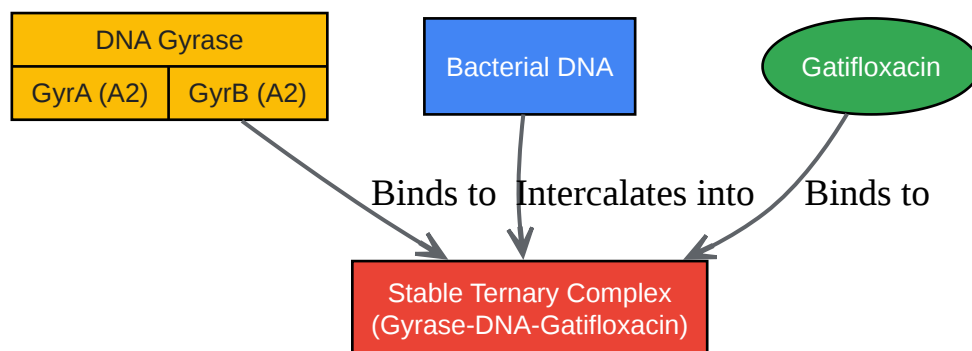 DNA Gyrase
GyrA (A2)
GyrB (A2)
Bacterial DNA
Gatifloxacin
Binds to
Intercalates into
Binds to
Stable Ternary Complex
(Gyrase-DNA-Gatifloxacin)